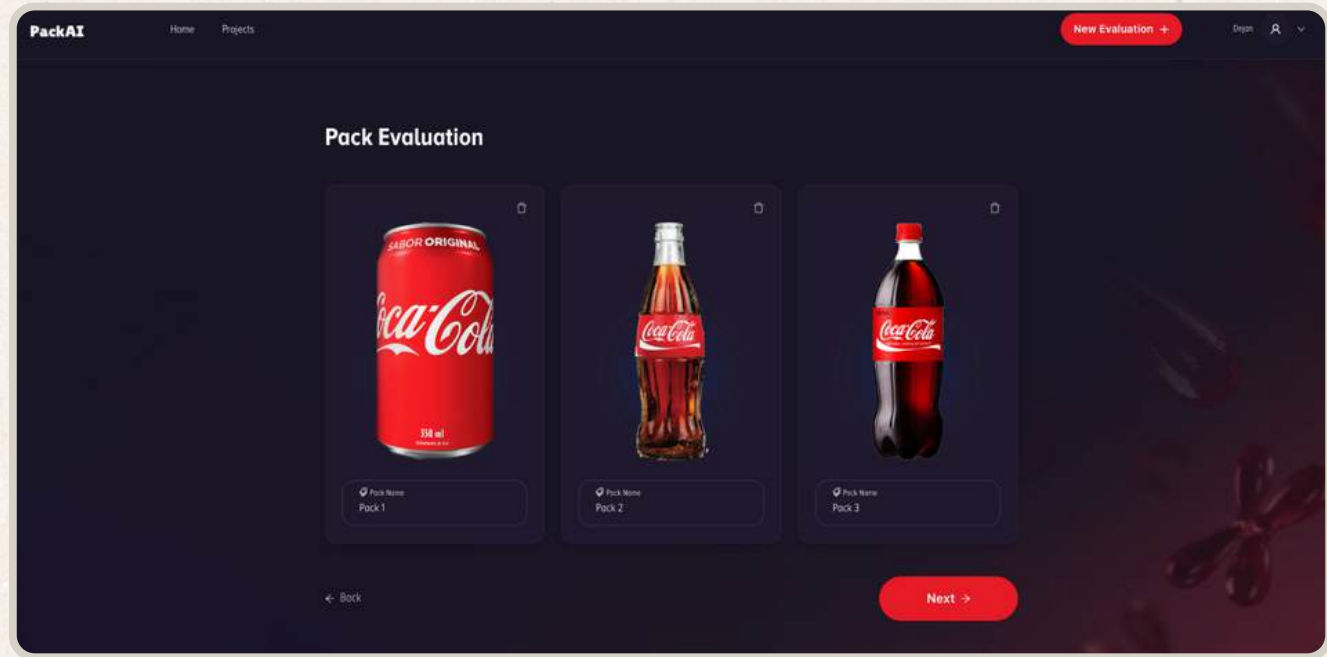 PackAI
Home
Projects
New Evaluation +
Dejan
Pack Evaluation
SABOR ORIGINAL
Coca-Cola
350 ml
Coca-Cola
Coca-Cola
Pack Name
Pack 1
Pack Name
Pack 2
Pack Name
Pack 3
← Back
Next →